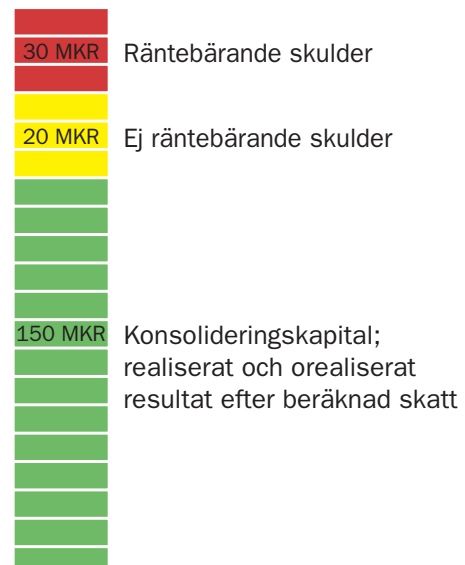 30 MKR Räntebärande skulder
20 MKR Ej räntebärande skulder
150 MKR Konsolideringskapital;
realiserat och orealiserat
resultat efter beräknad skatt